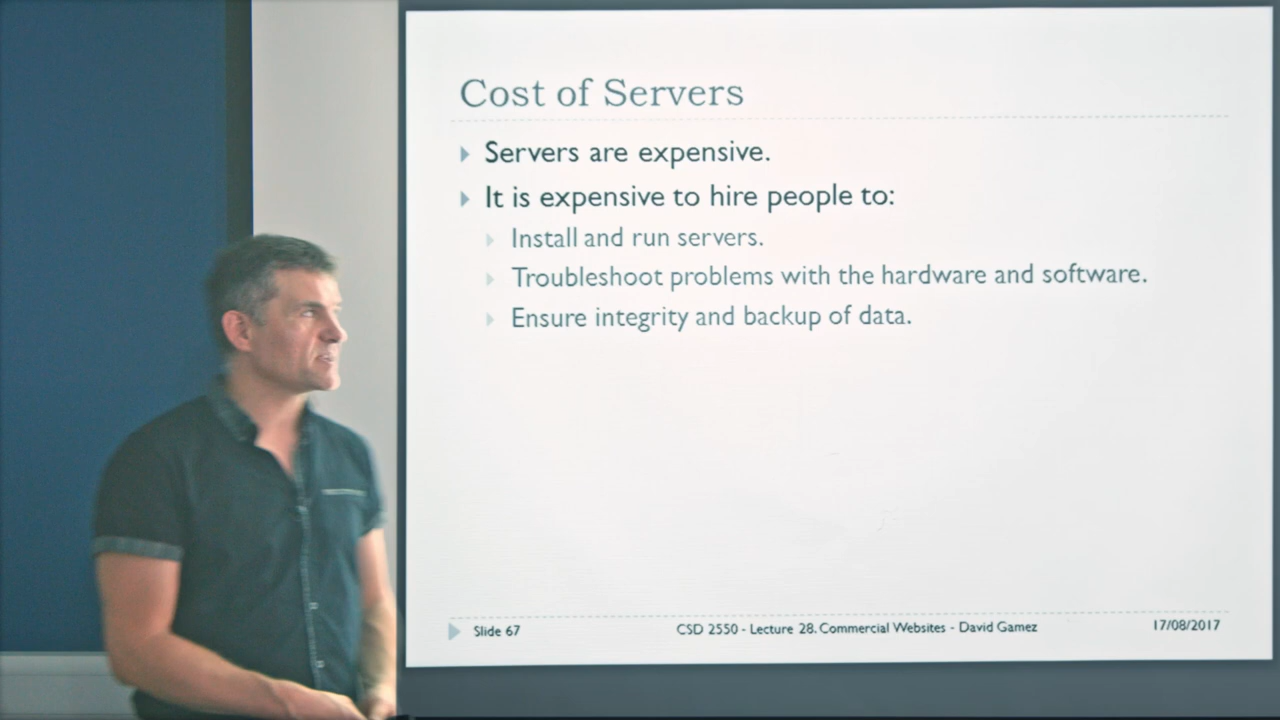 Cost of Servers
Servers are expensive.
It is expensive to hire people to:
Install and run servers.
Troubleshoot problems with the hardware and software.
Ensure integrity and backup of data.
Slide 67
CSD 2550 - Lecture 28. Commercial Websites - David Gamez
17/08/2017